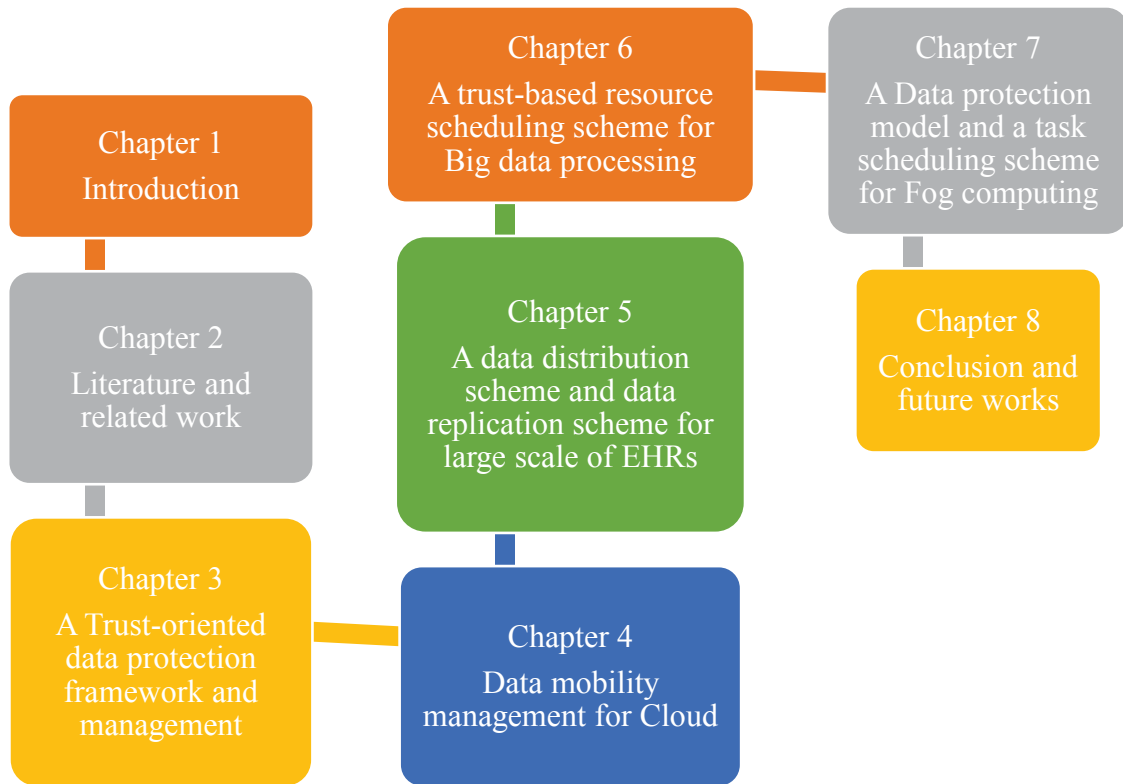 Chapter 1
Introduction
Chapter 2
Literature and
related work
Chapter 3
A Trust-oriented
data protection
framework and
management
Chapter 4
Data mobility
management for Cloud
Chapter 5
A data distribution
scheme and data
replication scheme for
large scale of EHRs
Chapter 6
A trust-based resource
scheduling scheme for
Big data processing
Chapter 7
A Data protection
model and a task
scheduling scheme
for Fog computing
Chapter 8
Conclusion and
future works